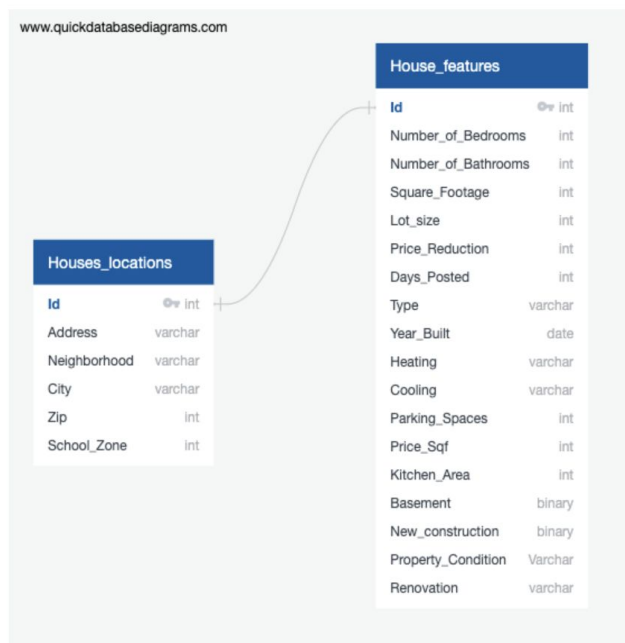 www.quickdatabasediagrams.com
House_features
Id int
Number_of_Bedrooms int
Number_of_Bathrooms int
Square_Footage int
Lot_size int
Price_Reduction int
Days_Posted int
Type varchar
Year_Built date
Heating varchar
Cooling varchar
Parking_Spaces int
Price_Sqf int
Kitchen_Area int
Basement binary
New_construction binary
Property_Condition Varchar
Renovation varchar
Houses_locations
Id int
Address varchar
Neighborhood varchar
City varchar
Zip int
School_Zone int